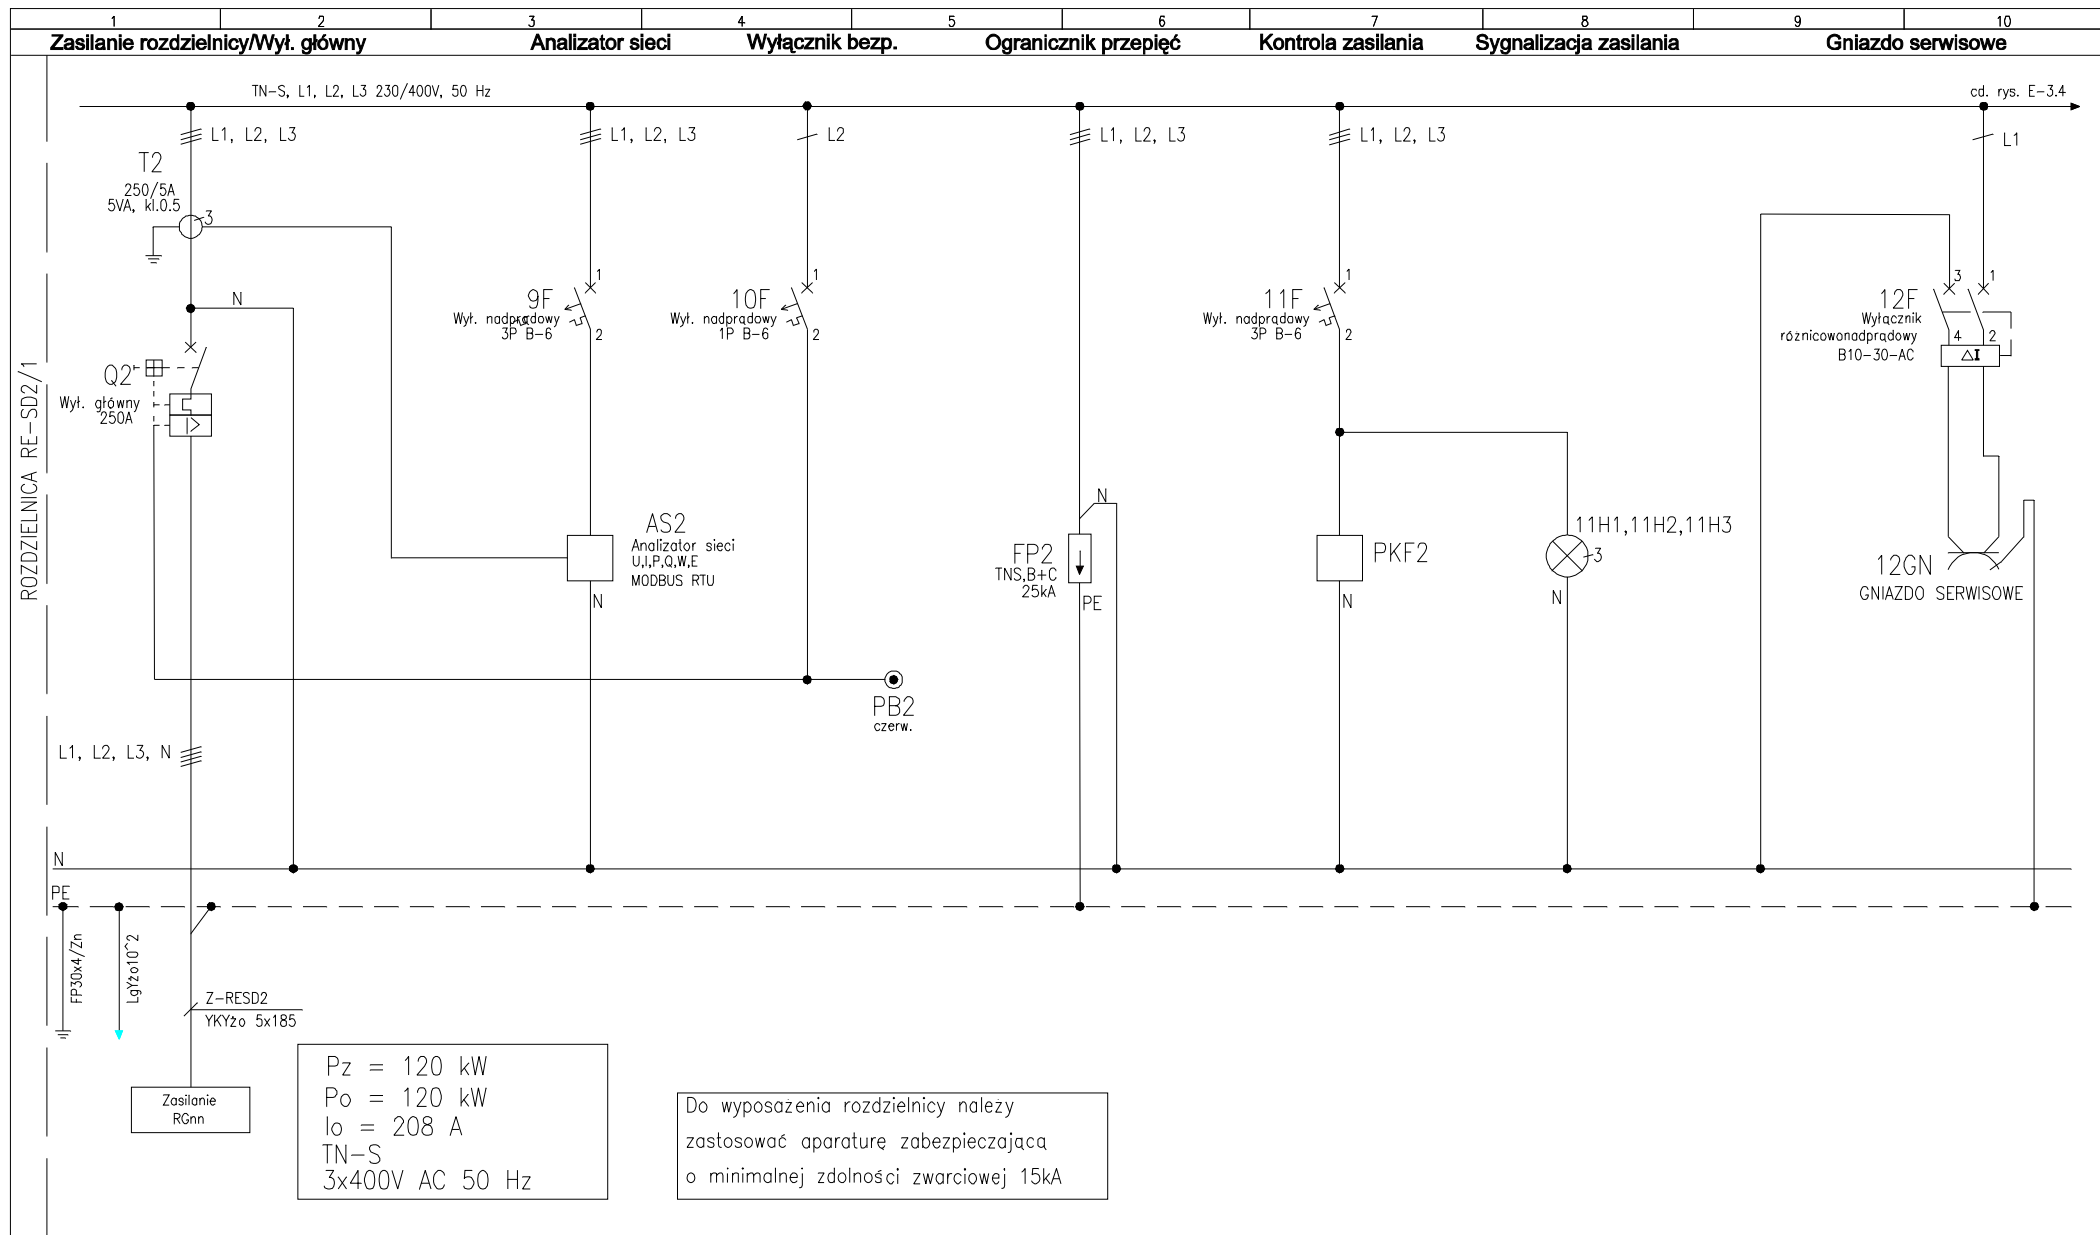 1 2 3 4 5 6 7 8 9 10
Zasilanie rozdzielnicy/Wył. główny
Analizator sieci
Wyłącznik bezp.
Ogranicznik przepięć
Kontrola zasilania
Sygnalizacja zasilania
Gniazdo serwisowe
TN-S, L1, L2, L3 230/400V, 50 Hz
cd. rys. E-3.4
L1, L2, L3
L1, L2, L3
L2
L1, L2, L3
L1, L2, L3
L1
T2
250/5A
5VA, kl.0.5
3
N
Q2
Wył. główny
250A
ROZDZIELNICA RE-SD2/1
1
9F
Wył. nadprądowy
3P B-6
2
1
10F
Wył. nadprądowy
1P B-6
2
1
11F
Wył. nadprądowy
3P B-6
2
3 1
12F
Wyłącznik
różnicowonadprądowy
B10-30-AC
4 2
ΔI
AS2
Analizator sieci
U,I,P,Q,W,E
MODBUS RTU
N
N
FP2
TNS,B+C
25kA
PE
PKF2
N
11H1,11H2,11H3
3
N
12GN
GNIAZDO SERWISOWE
PB2
czerw.
L1, L2, L3, N
N
PE
FP30x4/Zn
LgYżo10^2
Z-RESD2
YKYżo 5x185
Zasilanie
RGnn
Pz = 120 kW
Po = 120 kW
Io = 208 A
TN-S
3x400V AC 50 Hz
Do wyposażenia rozdzielnicy należy
zastosować aparaturę zabezpieczającą
o minimalnej zdolności zwarciowej 15kA